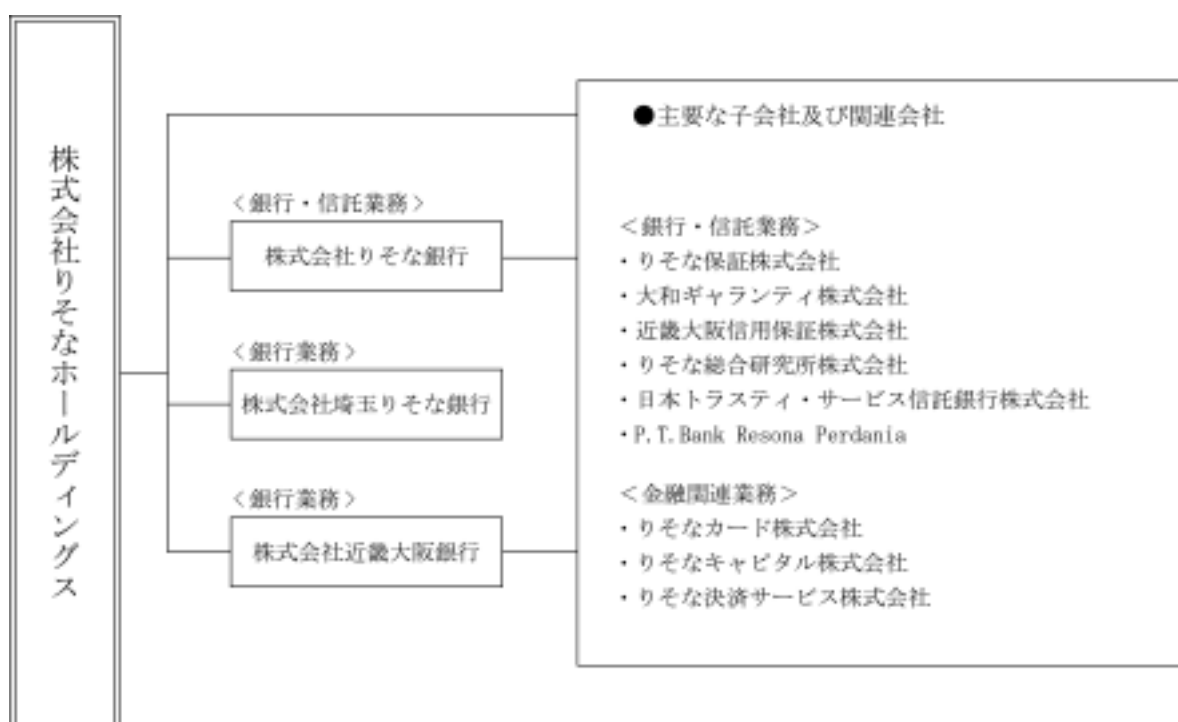 株式会社りそなホールディングス
<銀行・信託業務>
株式会社りそな銀行
<銀行業務>
株式会社埼玉りそな銀行
<銀行業務>
株式会社近畿大阪銀行
●主要な子会社及び関連会社
<銀行・信託業務>
・りそな保証株式会社
・大和ギャランティ株式会社
・近畿大阪信用保証株式会社
・りそな総合研究所株式会社
・日本トラスティ・サービス信託銀行株式会社
・P.T.Bank Resona Perdania
<金融関連業務>
・りそなカード株式会社
・りそなキャピタル株式会社
・りそな決済サービス株式会社